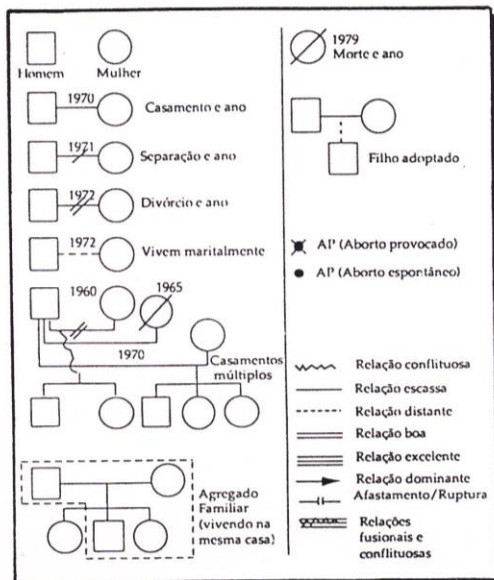 Homem
Mulher
1970
Casamento e ano
1971
Separação e ano
1972
Divórcio e ano
1972
Vivem maritalmente
1960
1965
1970
Casamentos
múltiplos
Agregado
Familiar
(vivendo na
mesma casa)
1979
Morte e ano
Filho adoptado
AP (Aborto provocado)
AP (Aborto espontâneo)
Relação conflituosa
Relação escassa
Relação distante
Relação boa
Relação excelente
Relação dominante
Afastamento/Ruptura
Relações
fusionais e
conflituosas